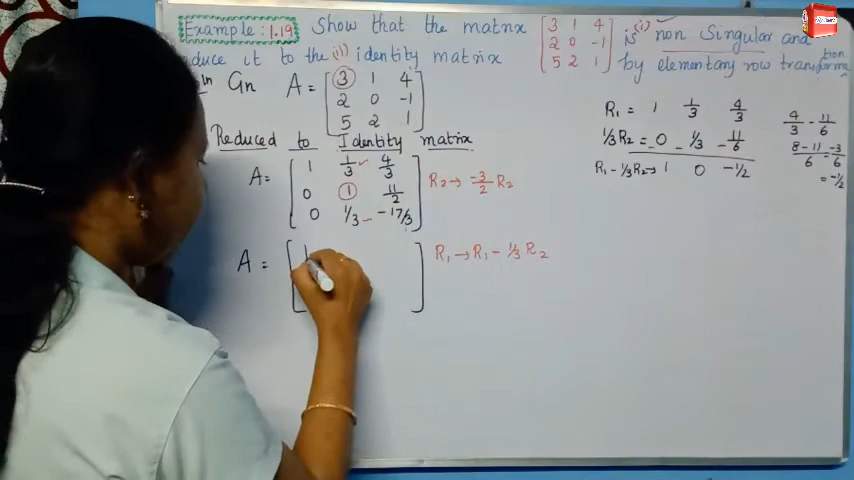 Example: 1.19 Show that the matrix [3 1 4 is (i) non Singular and
duce it to the (ii) identity matrix 2 0 -1 by elementary row transformation
5 2 1]
Gn A = [3 1 4
2 0 -1
5 2 1]
Reduced to Identity matrix
A = [1 1/3 4/3
0 1 11/2 R2 → -3/2 R2
0 1/3 -17/3]
A = [1 ] R1 → R1 - 1/3 R2
R1 = 1 1/3 4/3
1/3 R2 = 0 - 1/3 - 11/6
R1 - 1/3 R2 → 1 0 -1/2
4/3 - 11/6
8-11/6 = -3/6
= -1/2